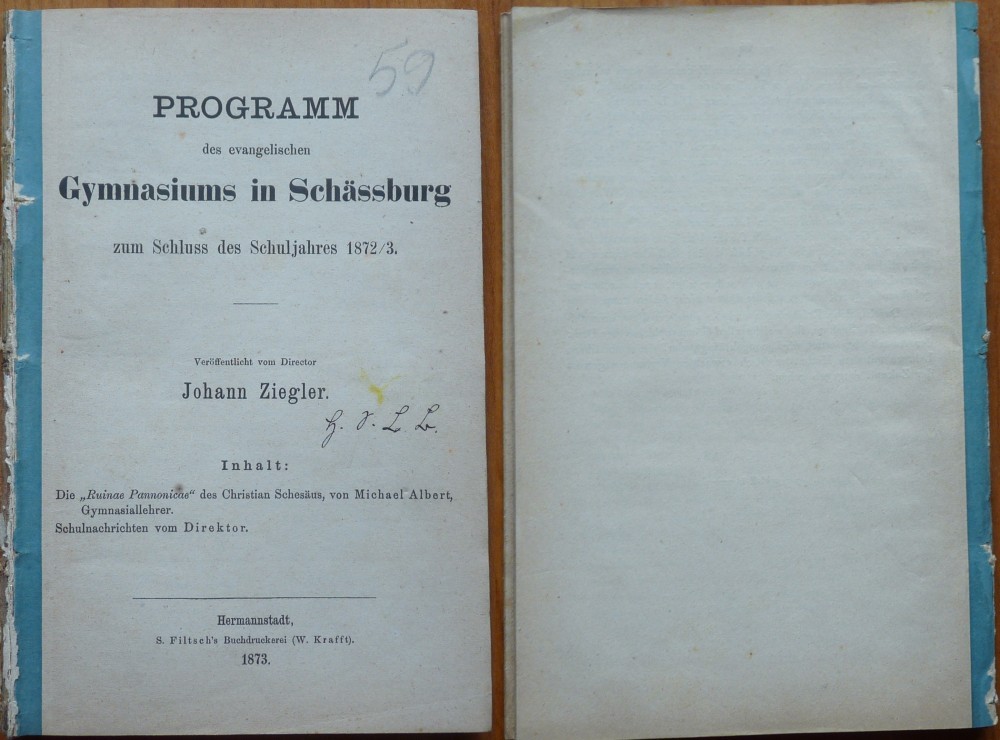 59
PROGRAMM
des evangelischen
Gymnasiums in Schässburg
zum Schluss des Schuljahres 1872/3.
Veröffentlicht vom Director
Johann Ziegler.
Inhalt:
Die „Ruinae Pannonicae“ des Christian Schesäus, von Michael Albert,
Gymnasiallehrer.
Schulnachrichten vom Direktor.
Hermannstadt,
S. Filtsch's Buchdruckerei (W. Krafft).
1873.